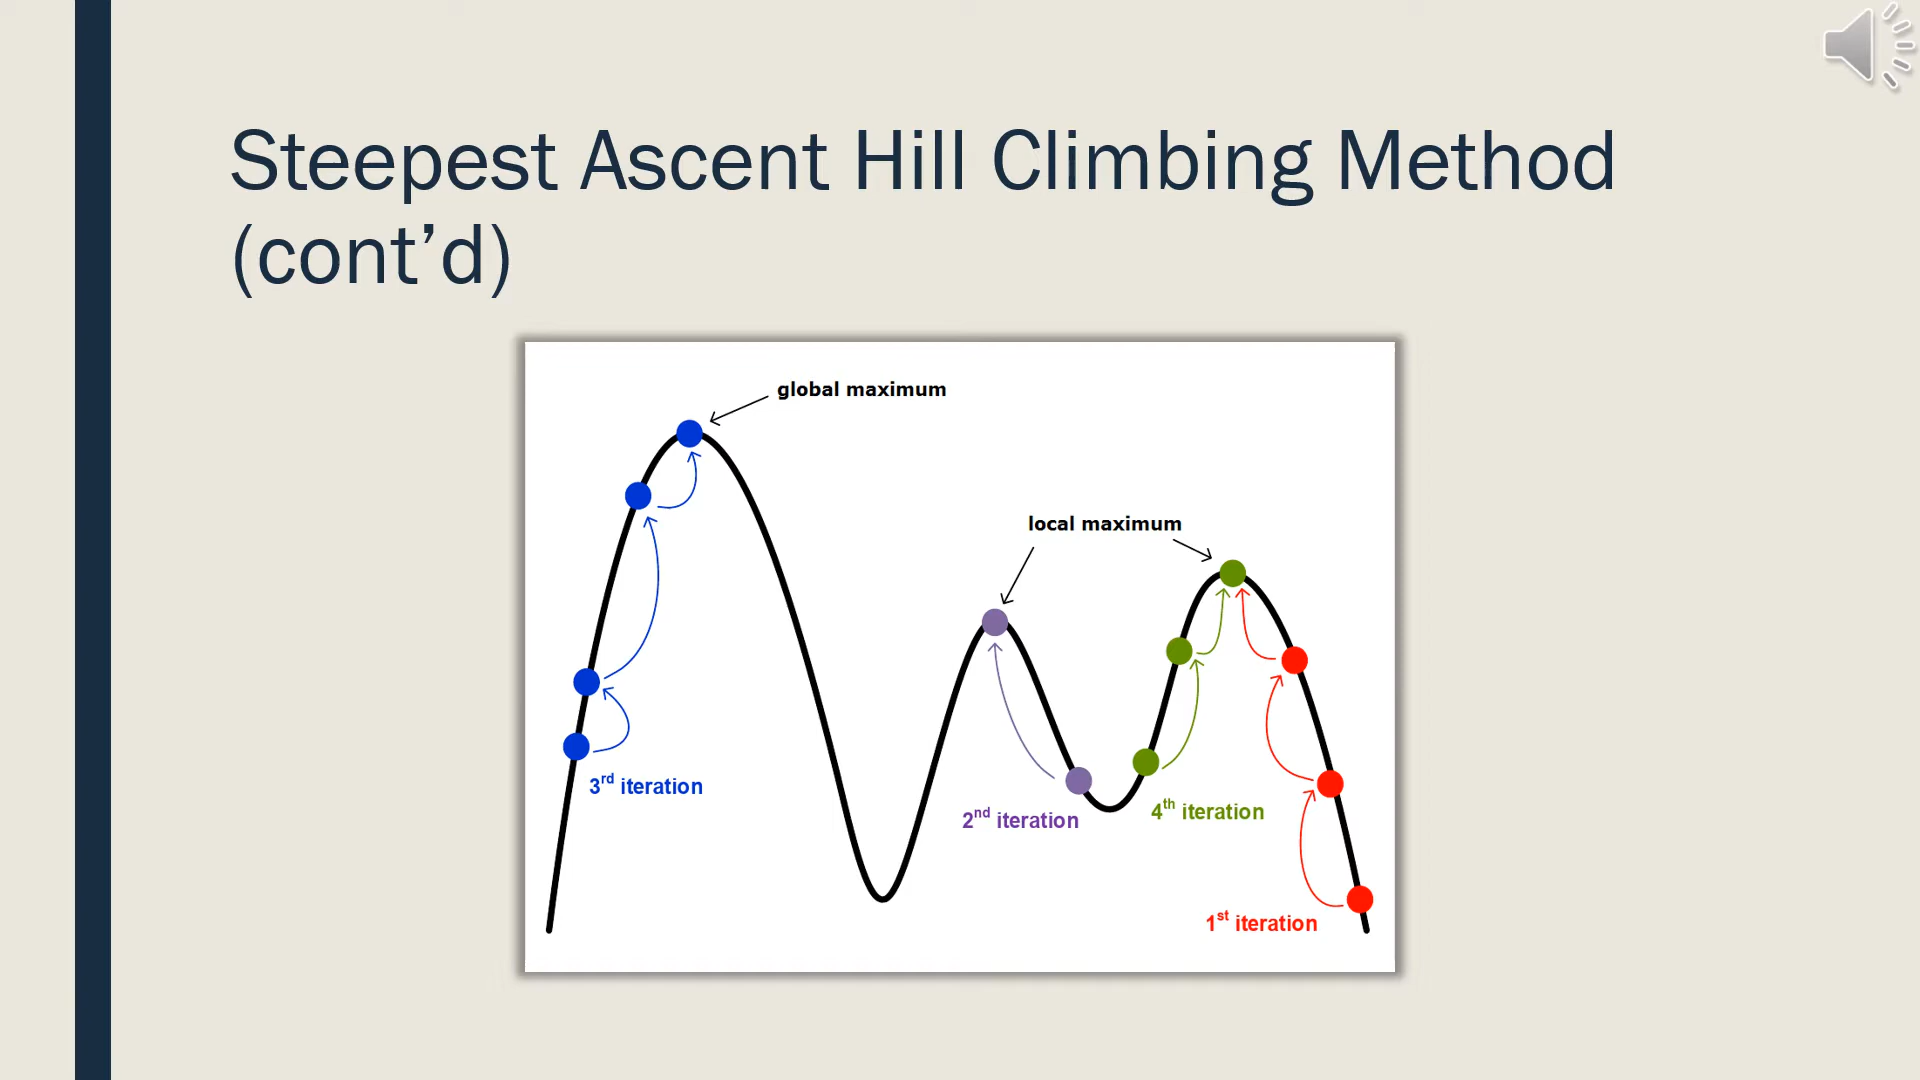 Steepest Ascent Hill Climbing Method
(cont’d)
global maximum
local maximum
3rd iteration
2nd iteration
4th iteration
1st iteration